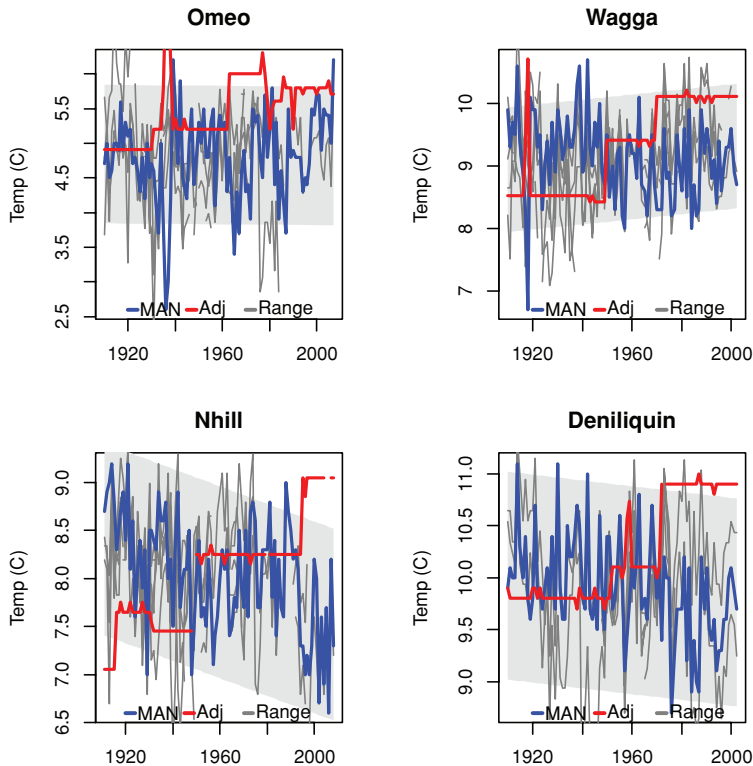 Omeo
Temp (C)
5.5
4.5
3.5
2.5
MAN Adj Range
1920 1960 2000
Wagga
Temp (C)
10
9
8
7
MAN Adj Range
1920 1960 2000
Nhill
Temp (C)
9.0
8.5
8.0
7.5
7.0
6.5
MAN Adj Range
1920 1960 2000
Deniliquin
Temp (C)
11.0
10.5
10.0
9.5
9.0
MAN Adj Range
1920 1960 2000